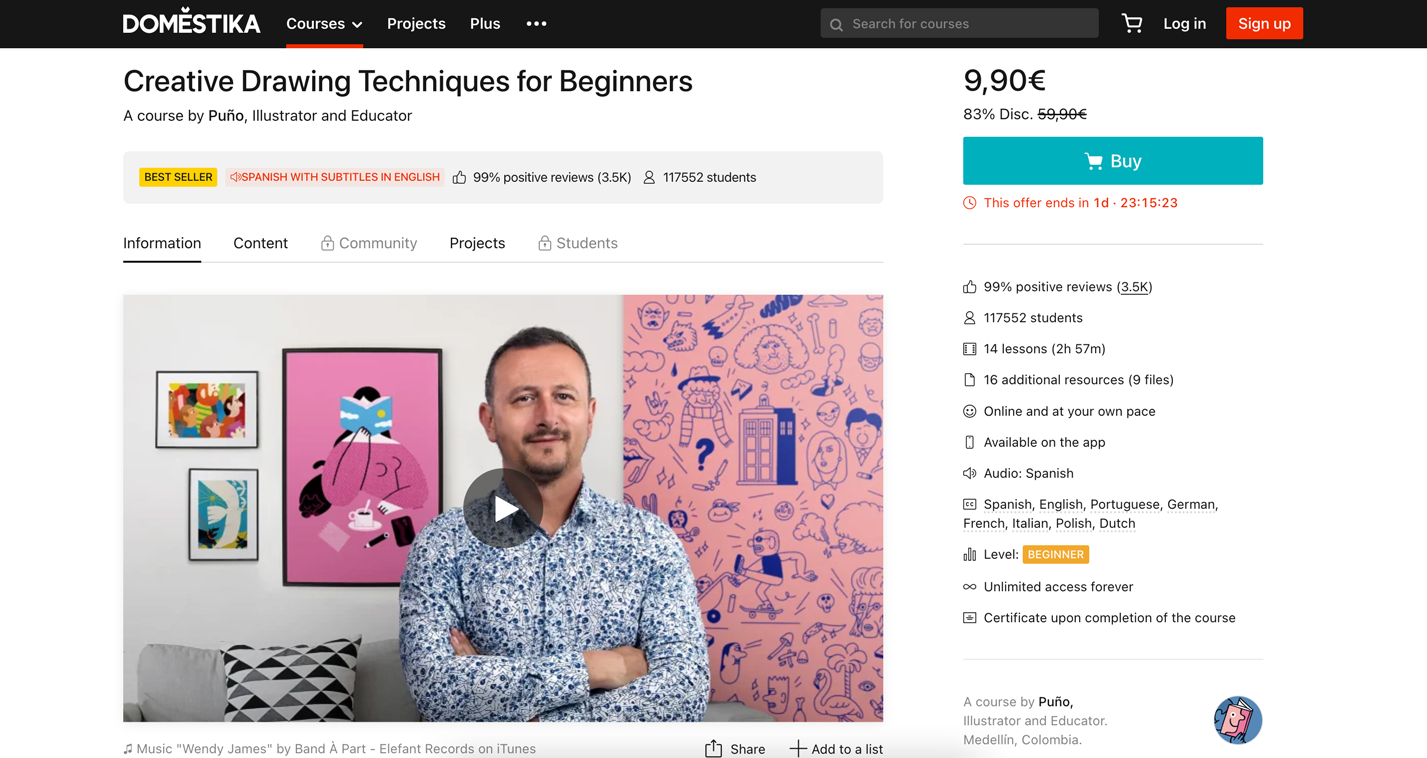 DOMESTIKA
Courses
Projects
Plus
Search for courses
Log in
Sign up
Creative Drawing Techniques for Beginners
A course by Puño, Illustrator and Educator
BEST SELLER
SPANISH WITH SUBTITLES IN ENGLISH
99% positive reviews (3.5K)
117552 students
Information
Content
Community
Projects
Students
?
Music "Wendy James" by Band À Part - Elefant Records on iTunes
Share
Add to a list
9,90€
83% Disc. 59,90€
Buy
This offer ends in 1d · 23:15:23
99% positive reviews (3.5K)
117552 students
14 lessons (2h 57m)
16 additional resources (9 files)
Online and at your own pace
Available on the app
Audio: Spanish
CC Spanish, English, Portuguese, German,
French, Italian, Polish, Dutch
Level: BEGINNER
Unlimited access forever
Certificate upon completion of the course
A course by Puño,
Illustrator and Educator.
Medellín, Colombia.